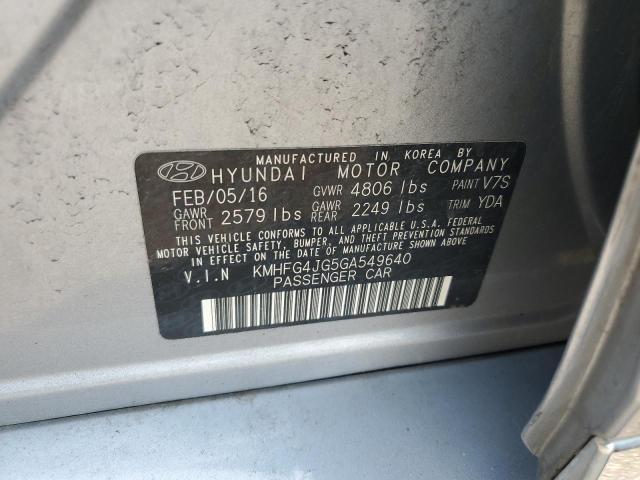 MANUFACTURED IN KOREA BY
HYUNDAI MOTOR COMPANY
FEB/05/16 GVWR 4806 lbs PAINT V7S
GAWR FRONT 2579 lbs GAWR REAR 2249 lbs TRIM YDA
THIS VEHICLE CONFORMS TO ALL APPLICABLE U.S.A. FEDERAL
MOTOR VEHICLE SAFETY, BUMPER, AND THEFT PREVENTION STANDARDS
IN EFFECT ON THE DATE OF MANUFACTURE SHOWN ABOVE.
V.I.N KMHFG4JG5GA549640
PASSENGER CAR